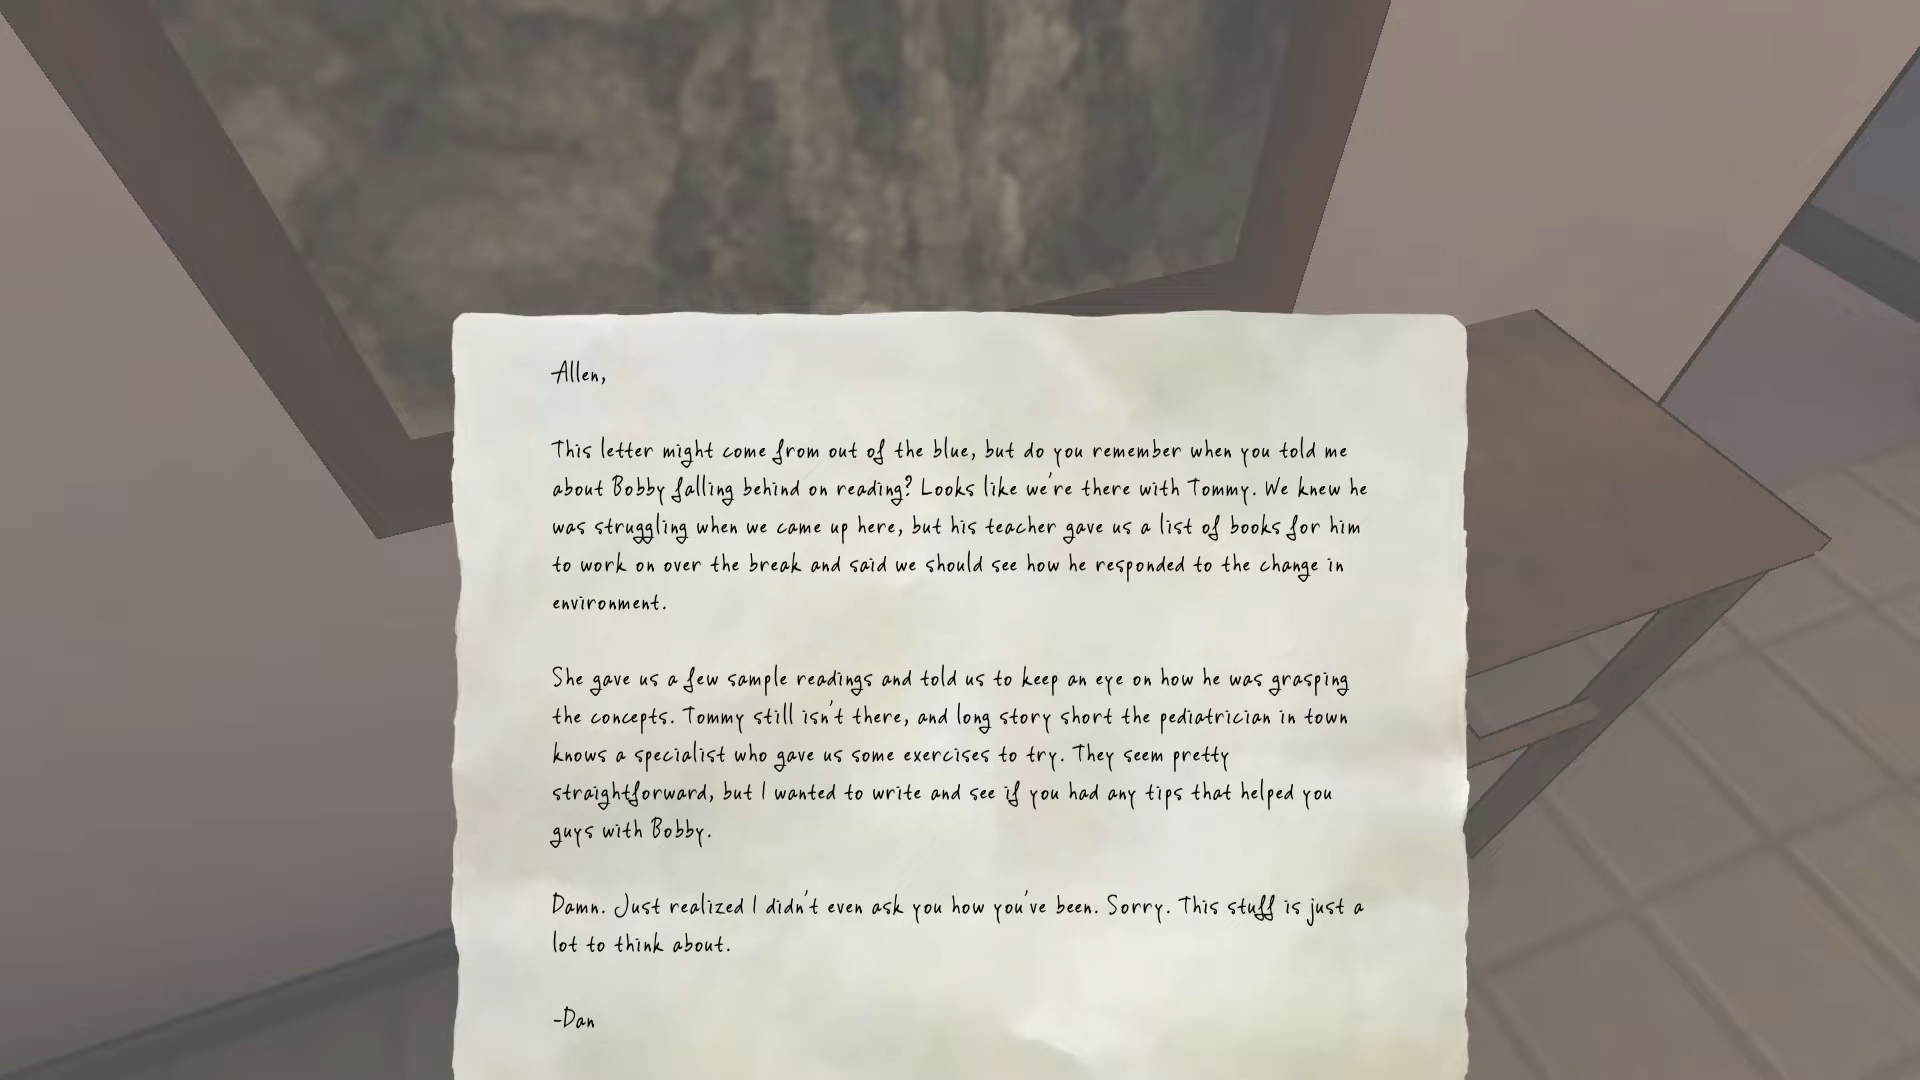 Allen,
This letter might come from out of the blue, but do you remember when you told me
about Bobby falling behind on reading? Looks like we're there with Tommy. We knew he
was struggling when we came up here, but his teacher gave us a list of books for him
to work on over the break and said we should see how he responded to the change in
environment.
She gave us a few sample readings and told us to keep an eye on how he was grasping
the concepts. Tommy still isn't there, and long story short the pediatrician in town
knows a specialist who gave us some exercises to try. They seem pretty
straightforward, but I wanted to write and see if you had any tips that helped you
guys with Bobby.
Damn. Just realized I didn't even ask you how you've been. Sorry. This stuff is just a
lot to think about.
-Dan